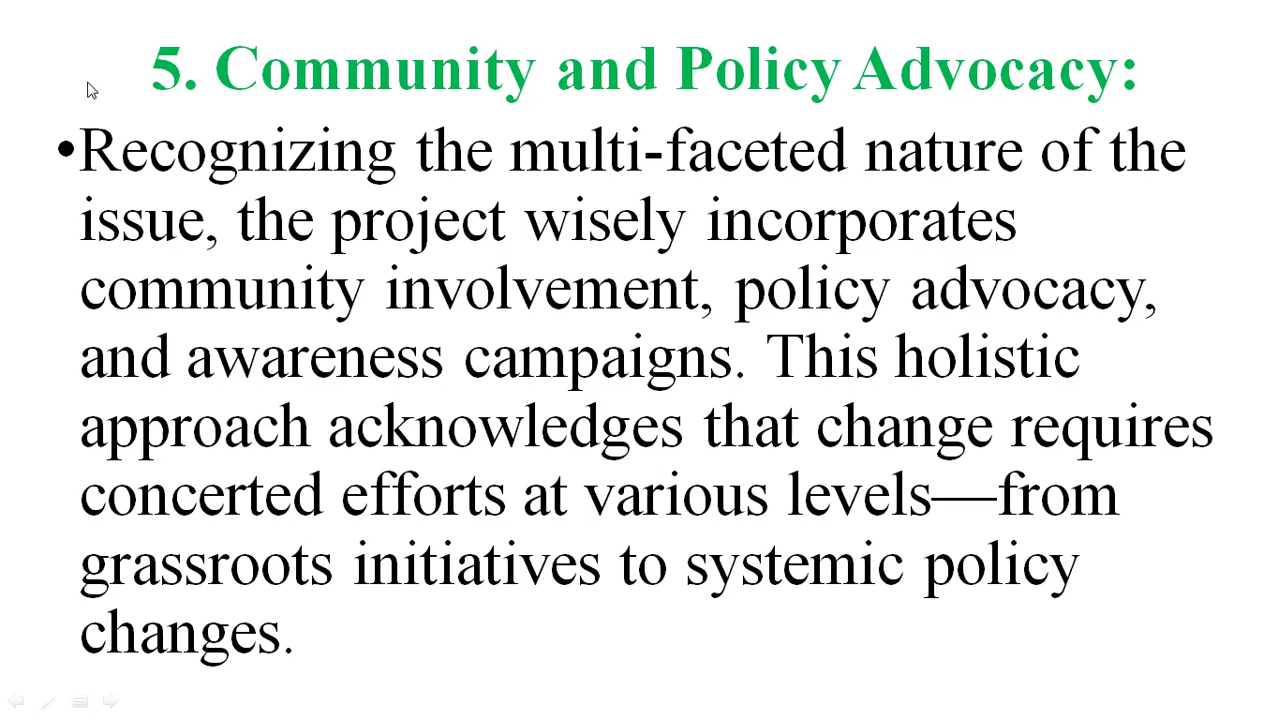 5. Community and Policy Advocacy:
•Recognizing the multi-faceted nature of the
issue, the project wisely incorporates
community involvement, policy advocacy,
and awareness campaigns. This holistic
approach acknowledges that change requires
concerted efforts at various levels—from
grassroots initiatives to systemic policy
changes.